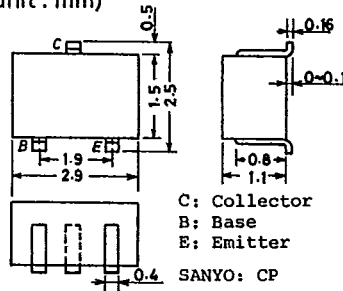 unit: mm)
C
0.5
1.5
2.5
B
E
1.9
2.9
0.16
0~0.1
0.8
1.1
C: Collector
B: Base
E: Emitter
0.4
SANYO: CP